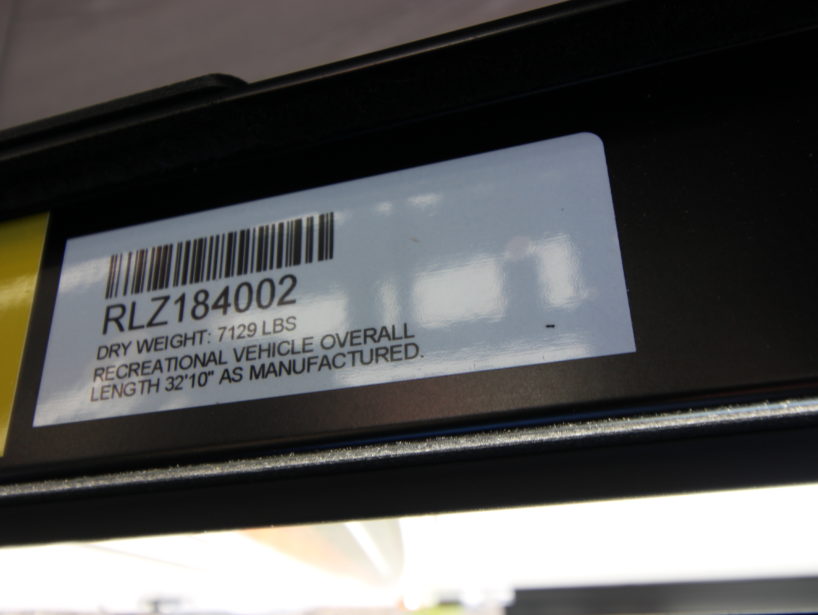 RLZ184002
DRY WEIGHT: 7129 LBS
RECREATIONAL VEHICLE OVERALL
LENGTH 32'10" AS MANUFACTURED.